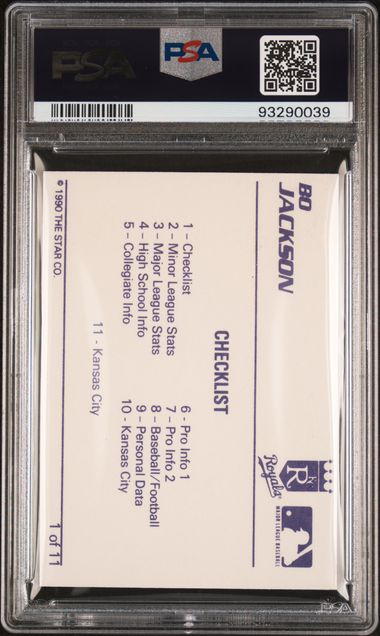 PSA
PSA
93290039
BO
JACKSON
Royals
MAJOR LEAGUE BASEBALL
CHECKLIST
1 - Checklist
2 - Minor League Stats
3 - Major League Stats
4 - High School Info
5 - Collegiate Info
6 - Pro Info 1
7 - Pro Info 2
8 - Baseball/Football
9 - Personal Data
10 - Kansas City
11 - Kansas City
© 1990 THE STAR CO.
1 of 11
PSA